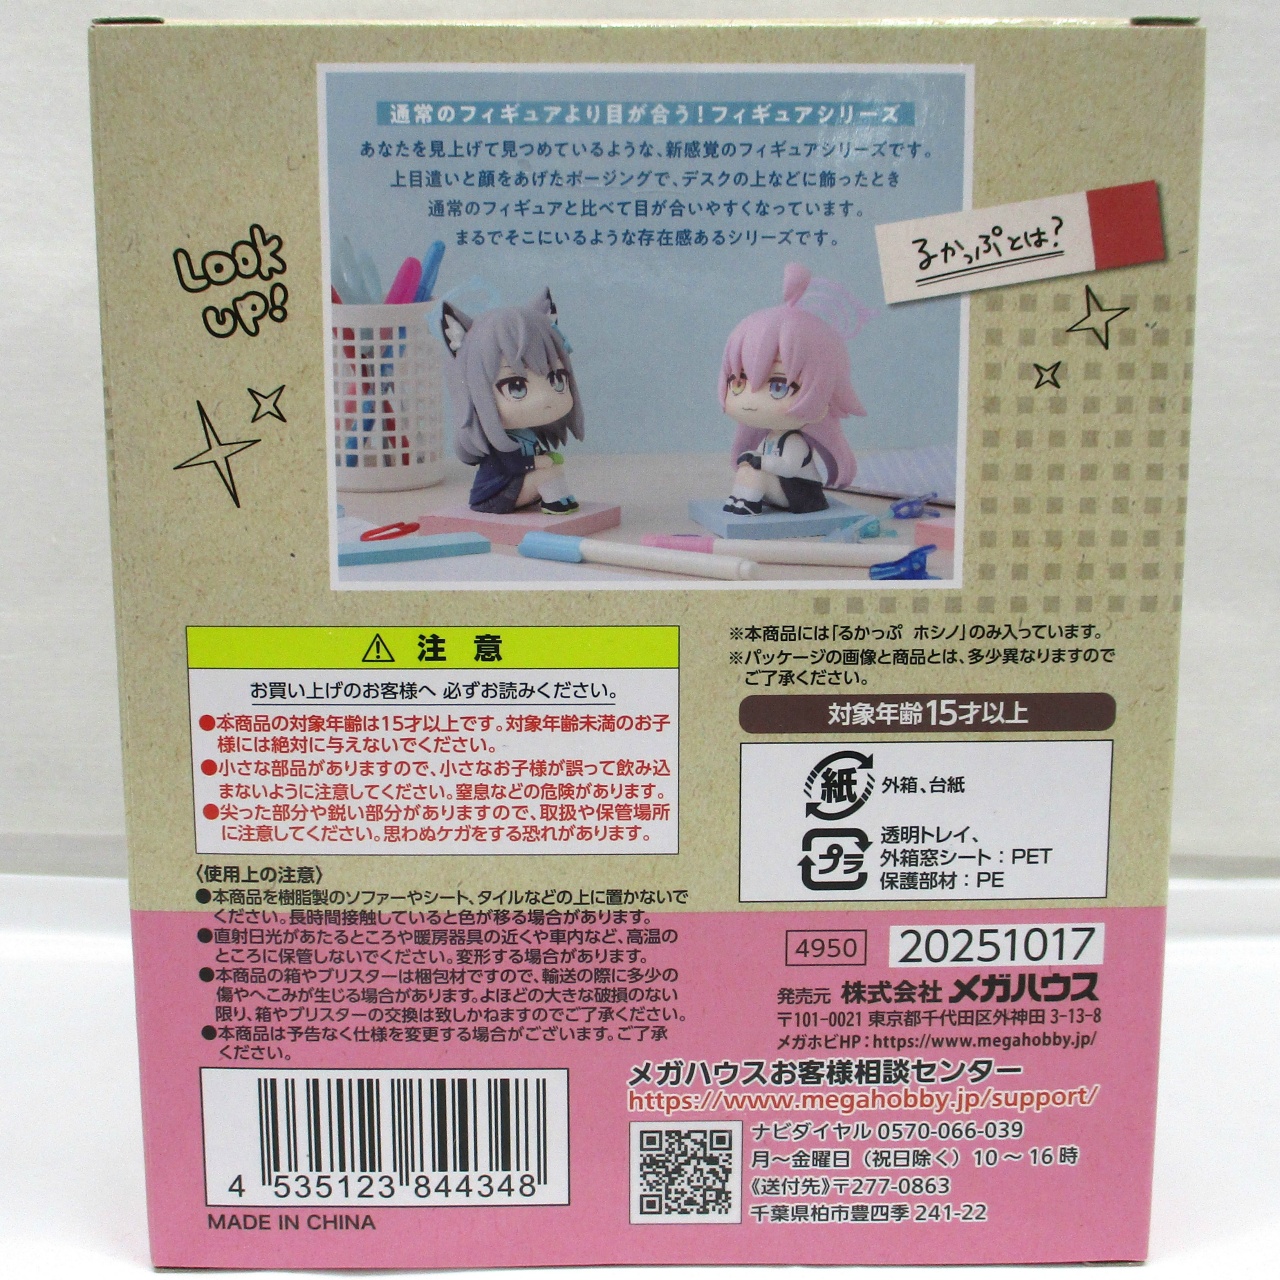 通常のフィギュアより目が合う！フィギュアシリーズ
あなたを見上げて見つめているような、新感覚のフィギュアシリーズです。
上目遣いと顔をあげたポージングで、デスクの上などに飾ったとき
通常のフィギュアと比べて目が合いやすくなっています。
まるでそこにいるような存在感あるシリーズです。
るかっぷとは？
LOOK
UP!
⚠ 注 意
お買い上げのお客様へ 必ずお読みください。
●本商品の対象年齢は15才以上です。対象年齢未満のお子
様には絶対に与えないでください。
●小さな部品がありますので、小さなお子様が誤って飲み込
まないように注意してください。窒息などの危険があります。
●尖った部分や鋭い部分がありますので、取扱や保管場所
に注意してください。思わぬケガをする恐れがあります。
〈使用上の注意〉
●本商品を樹脂製のソファーやシート、タイルなどの上に置かないで
ください。長時間接触していると色が移る場合があります。
●直射日光があたるところや暖房器具の近くや車内など、高温の
ところに保管しないでください。変形する場合があります。
●本商品の箱やブリスターは梱包材ですので、輸送の際に多少の
傷やへこみが生じる場合があります。よほどの大きな破損のない
限り、箱やブリスターの交換は致しかねますのでご了承ください。
●本商品は予告なく仕様を変更する場合がございます。ご了承
ください。
4 535123 844348
MADE IN CHINA
※本商品には「るかっぷ ホシノ」のみ入っています。
※パッケージの画像と商品とは、多少異なりますので
ご了承ください。
対象年齢15才以上
紙 外箱、台紙
プラ 透明トレイ、
外箱窓シート：PET
保護部材：PE
4950 20251017
発売元 株式会社メガハウス
〒101-0021 東京都千代田区外神田 3-13-8
メガホビHP：https://www.megahobby.jp/
メガハウスお客様相談センター
https://www.megahobby.jp/support/
ナビダイヤル 0570-066-039
月〜金曜日（祝日除く）10〜16時
《送付先》〒277-0863
千葉県柏市豊四季 241-22